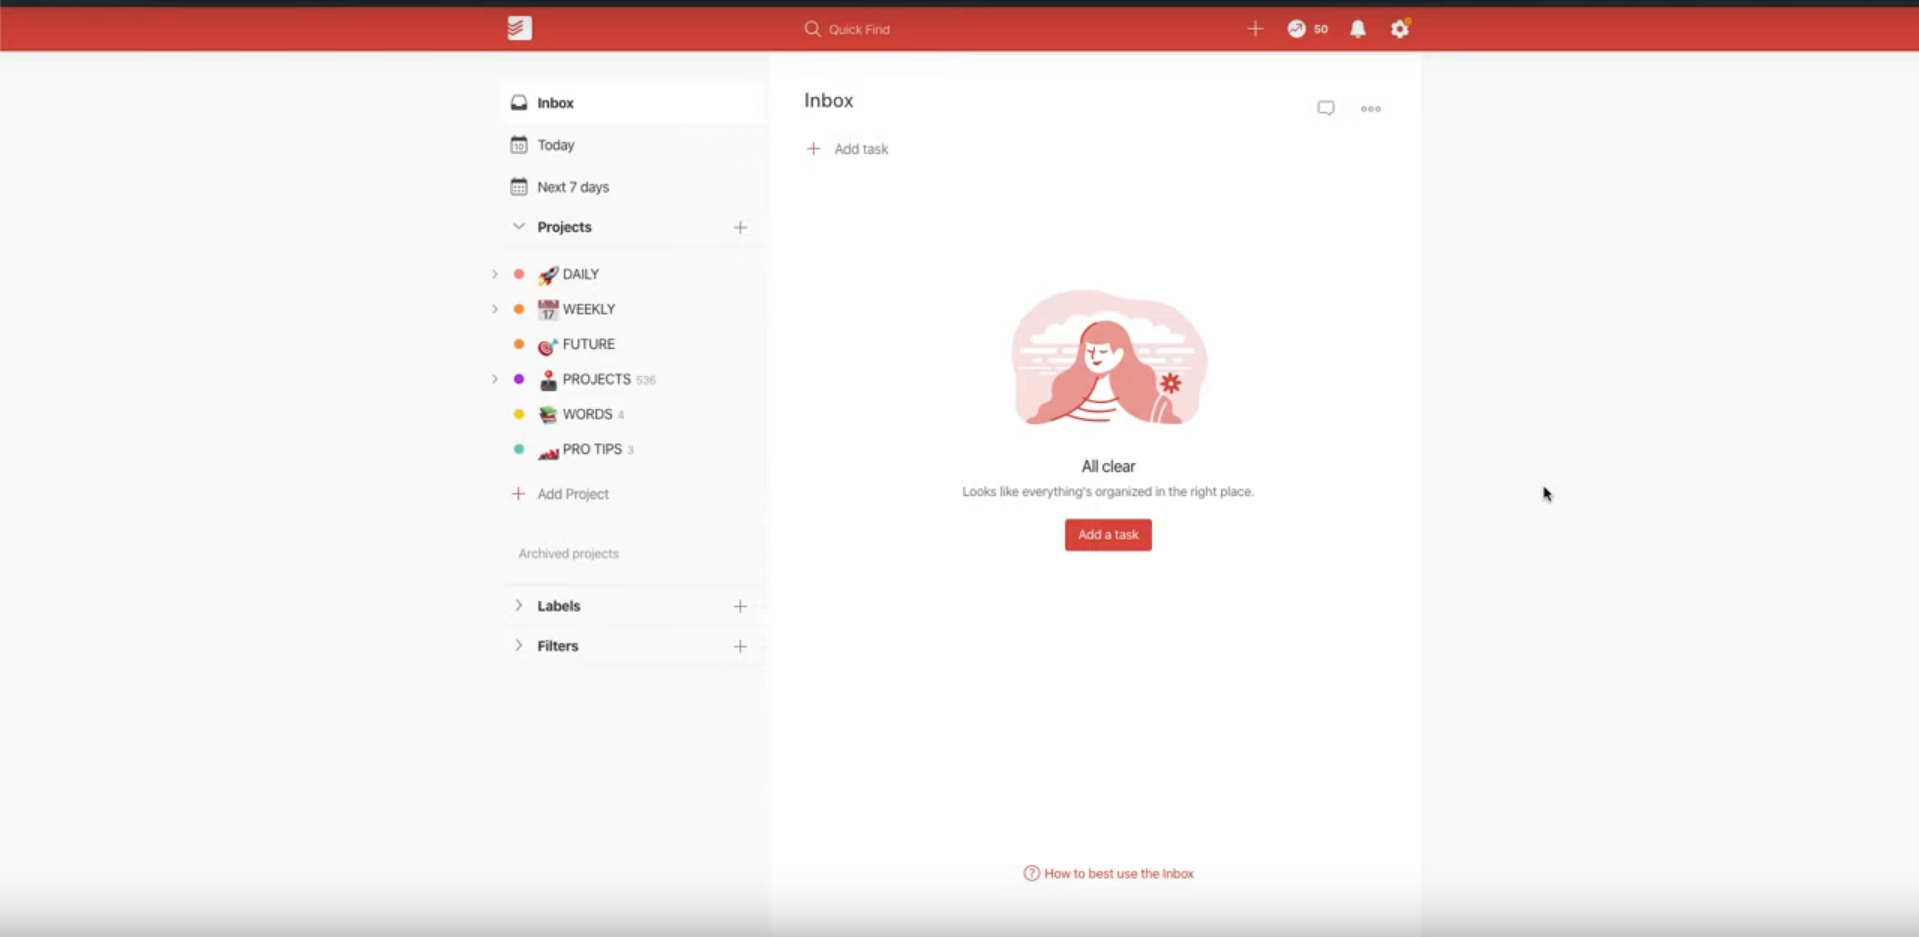 Quick Find
50
Inbox
Today
Next 7 days
Projects
DAILY
WEEKLY
FUTURE
PROJECTS 536
WORDS 4
PRO TIPS 3
Add Project
Archived projects
Labels
Filters
Inbox
Add task
All clear
Looks like everything's organized in the right place.
Add a task
How to best use the Inbox
10
17